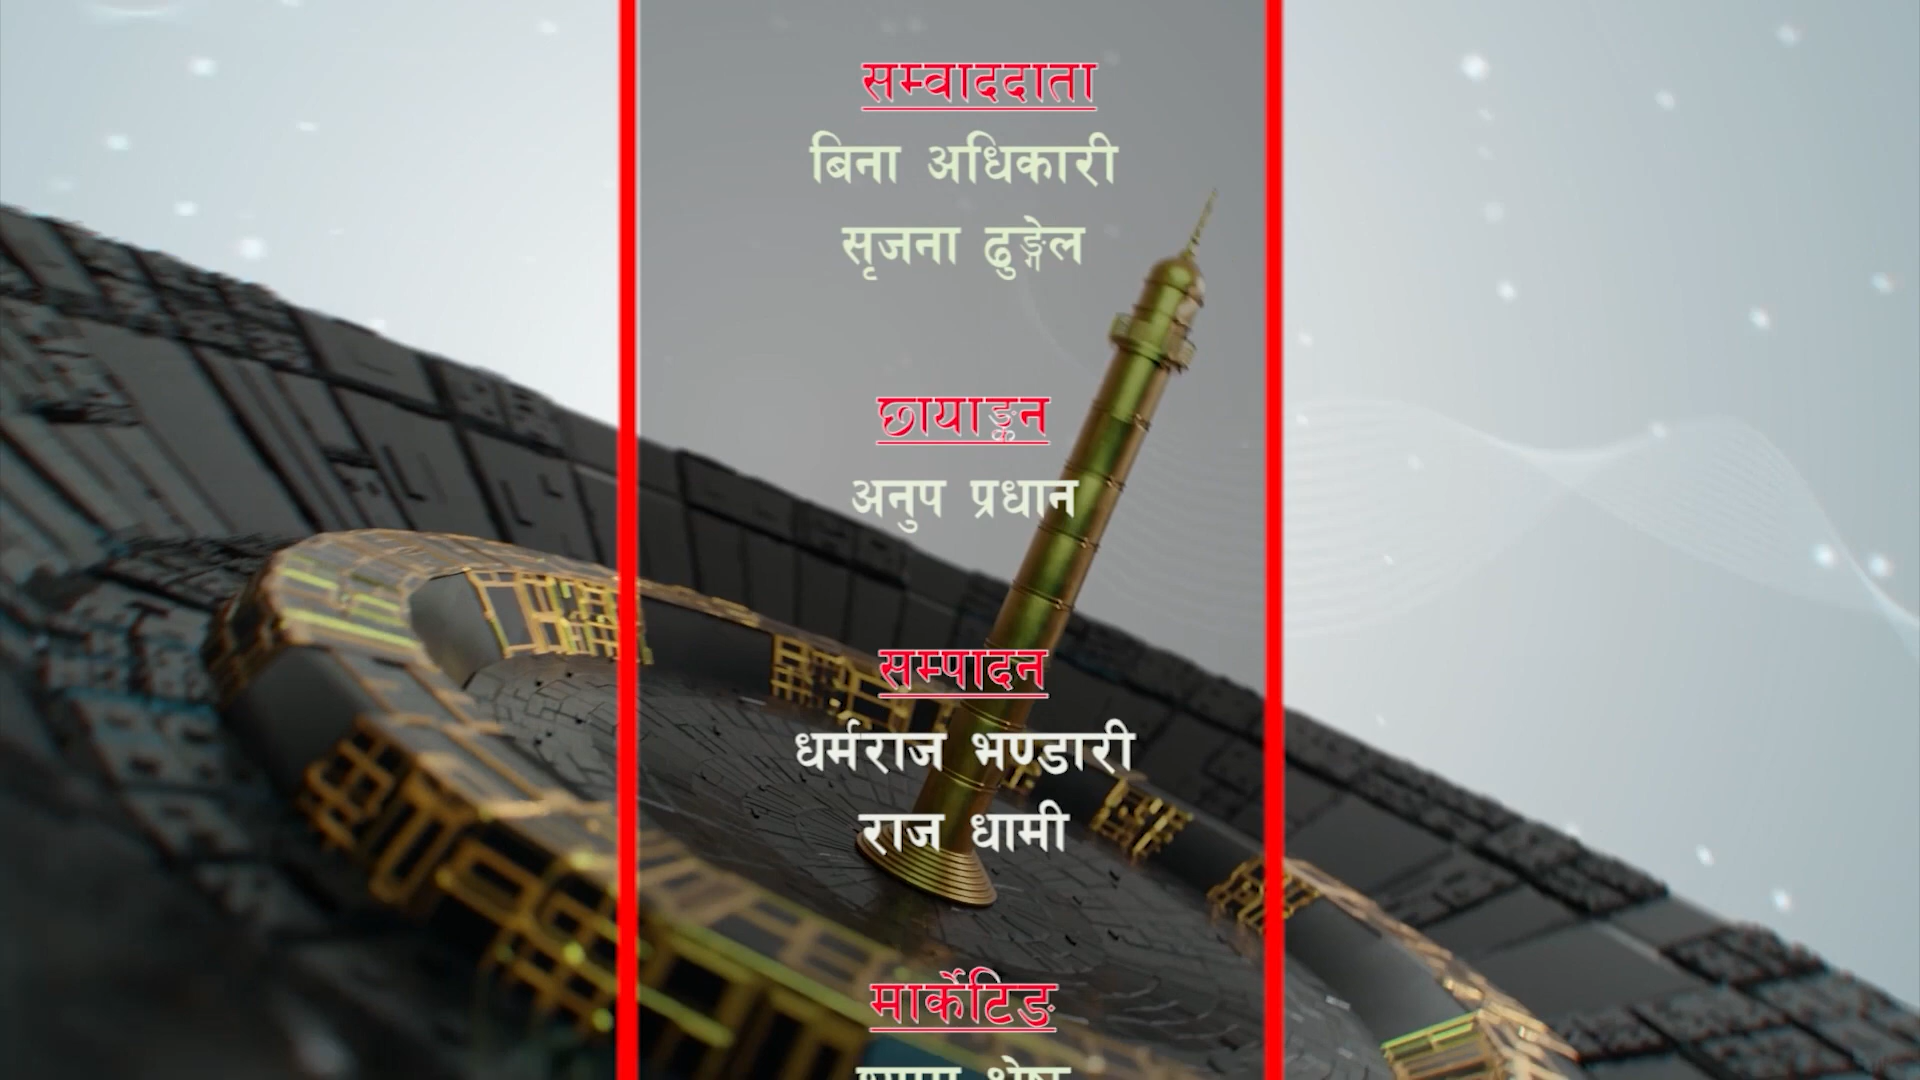 सम्वाददाता
बिना अधिकारी
सृजना ढुङ्गेल
छायाङ्कन
अनुप प्रधान
सम्पादन
धर्मराज भण्डारी
राज धामी
मार्केटिङ